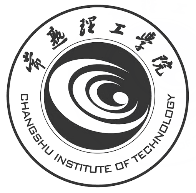 常熟理工学院
CHANGSHU INSTITUTE OF TECHNOLOGY